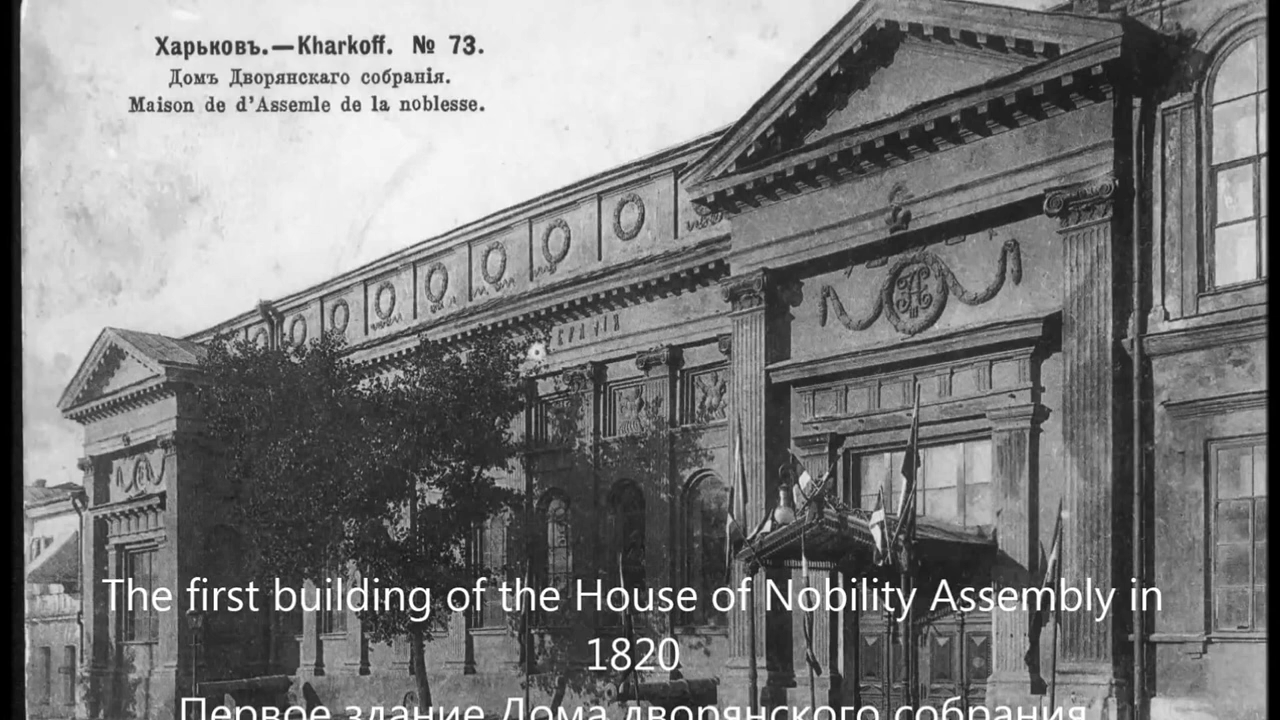 Харьковъ.—Kharkoff. № 73.
Домъ Дворянскаго собранія.
Maison de d'Assemle de la noblesse.
The first building of the House of Nobility Assembly in
1820
Первое здание Дома дворянского собрания